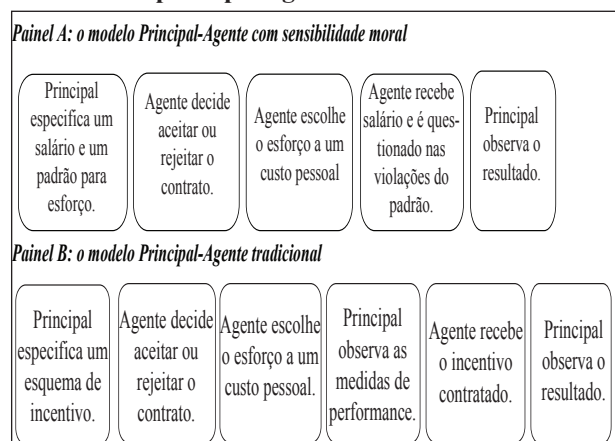 Painel A: o modelo Principal-Agente com sensibilidade moral
Principal
especifica um
salário e um
padrão para
esforço.
Agente decide
aceitar ou
rejeitar o
contrato.
Agente escolhe
o esforço a um
custo pessoal
Agente recebe
salário e é ques-
tionado nas
violações do
padrão.
Principal
observa o
resultado.
Painel B: o modelo Principal-Agente tradicional
Principal
especifica um
esquema de
incentivo.
Agente decide
aceitar ou
rejeitar o
contrato.
Agente escolhe
o esforço a um
custo pessoal.
Principal
observa as
medidas de
performance.
Agente recebe
o incentivo
contratado.
Principal
observa o
resultado.